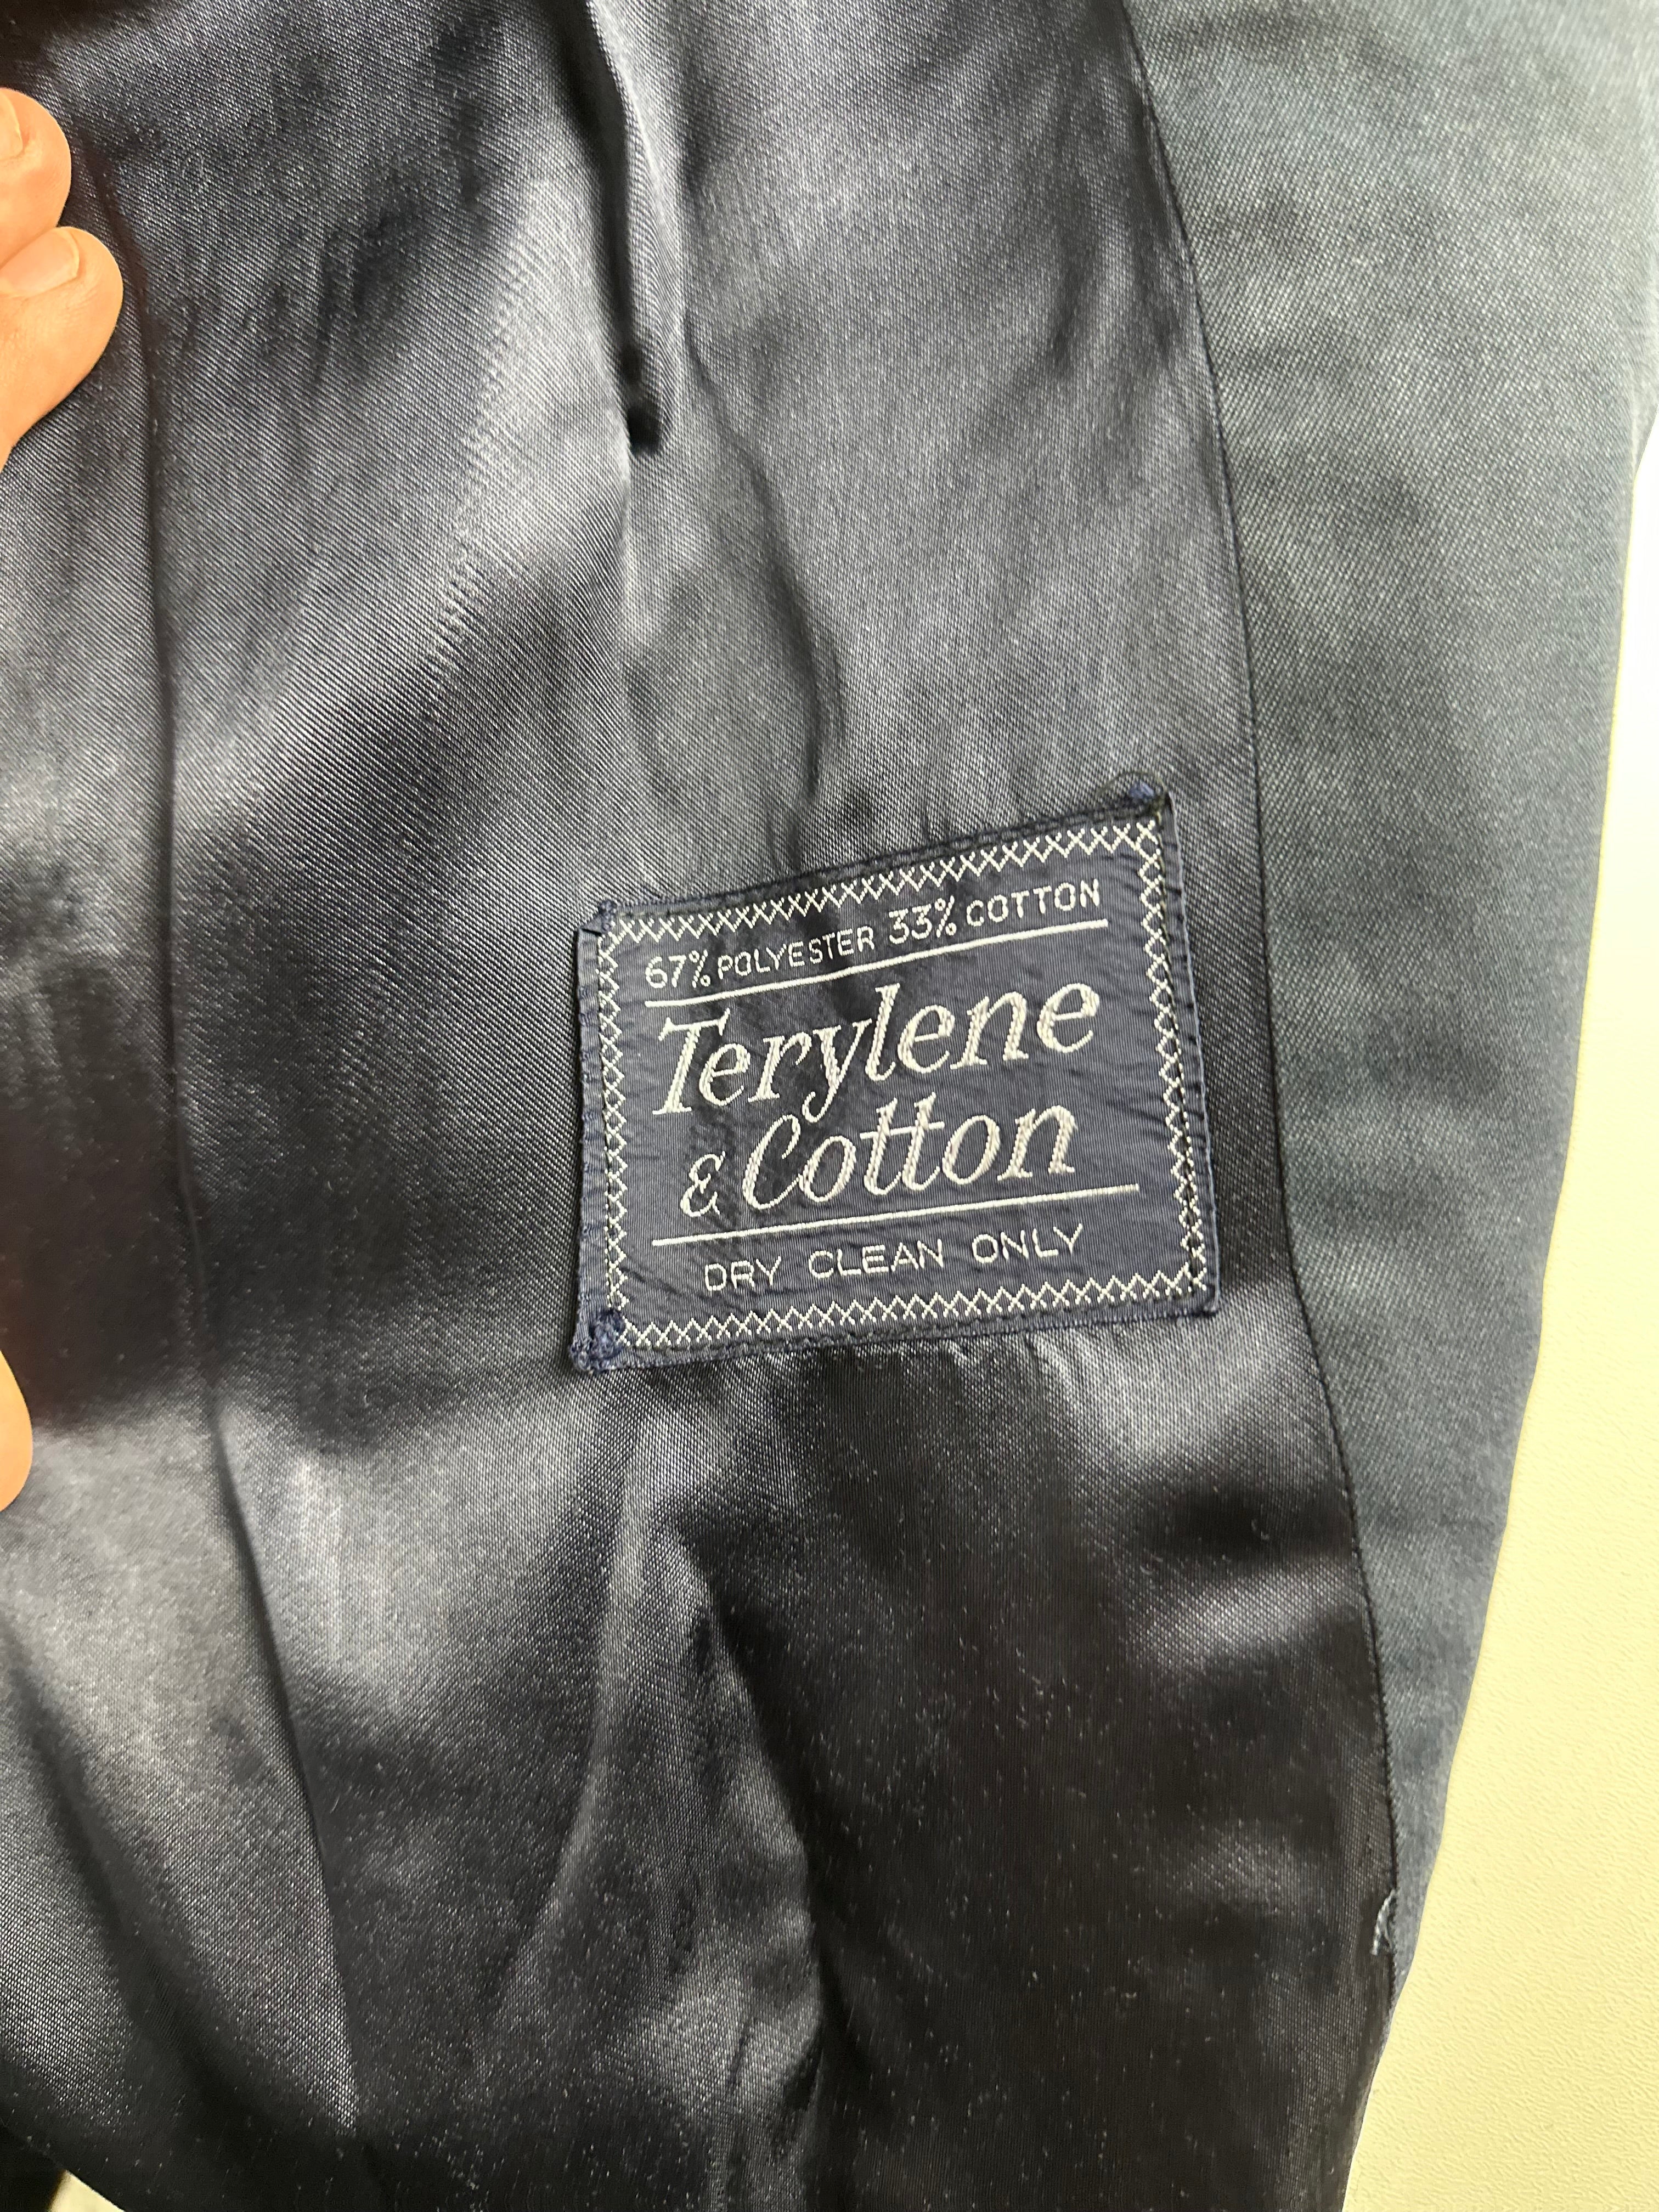 67% POLYESTER 33% COTTON
Terylene
& Cotton
DRY CLEAN ONLY